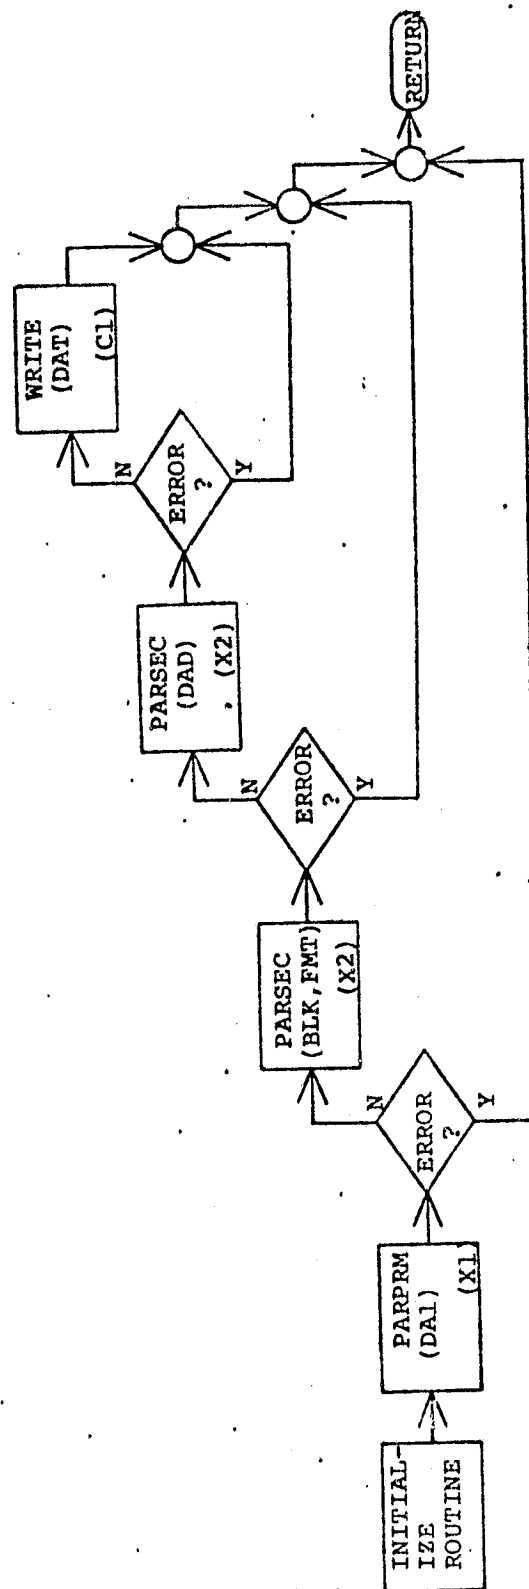 INITIAL-
IZE
ROUTINE
PARPRM
(DA1)
(X1)
ERROR
?
N
Y
PARSEC
(BLK,FMT)
(X2)
ERROR
?
N
Y
PARSEC
(DAD)
, (X2)
ERROR
?
N
Y
WRITE
(DAT)
(C1)
RETURN